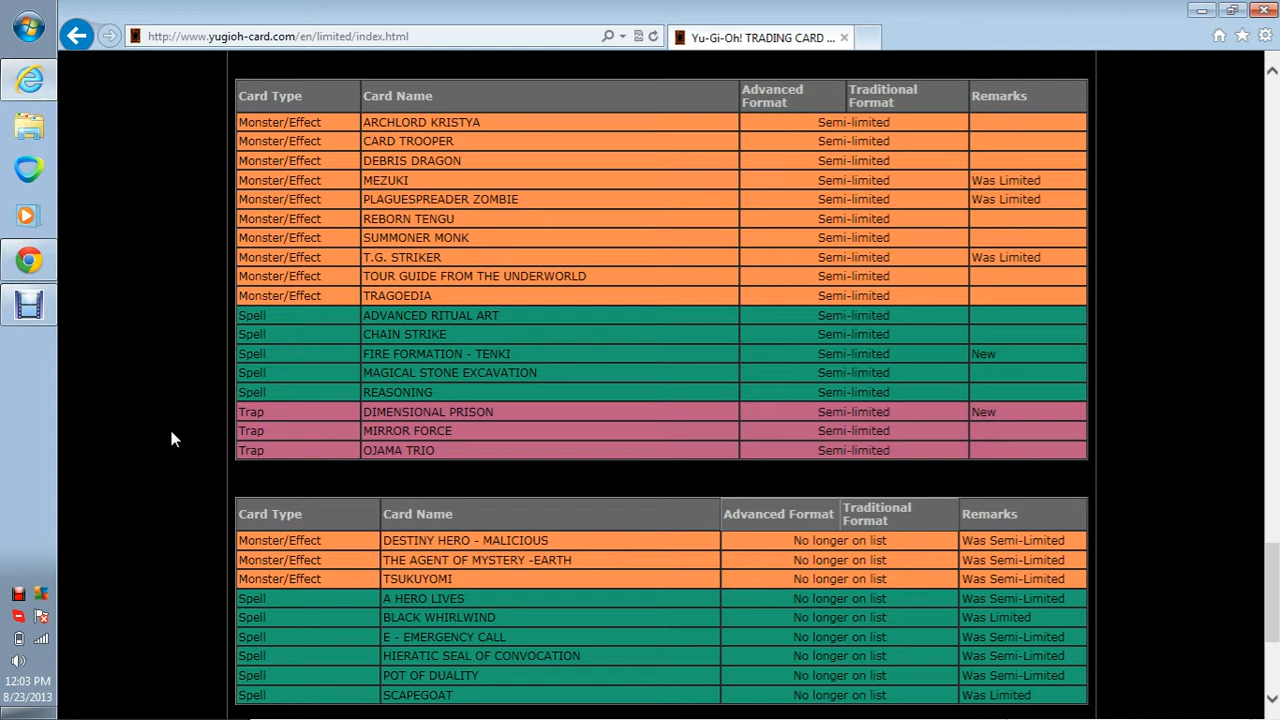 http://www.yugioh-card.com/en/limited/index.html
Yu-Gi-Oh! TRADING CARD ...
Card Type Card Name Advanced Format Traditional Format Remarks
Monster/Effect ARCHLORD KRISTYA Semi-limited
Monster/Effect CARD TROOPER Semi-limited
Monster/Effect DEBRIS DRAGON Semi-limited
Monster/Effect MEZUKI Semi-limited Was Limited
Monster/Effect PLAGUESPREADER ZOMBIE Semi-limited Was Limited
Monster/Effect REBORN TENGU Semi-limited
Monster/Effect SUMMONER MONK Semi-limited
Monster/Effect T.G. STRIKER Semi-limited Was Limited
Monster/Effect TOUR GUIDE FROM THE UNDERWORLD Semi-limited
Monster/Effect TRAGOEDIA Semi-limited
Spell ADVANCED RITUAL ART Semi-limited
Spell CHAIN STRIKE Semi-limited
Spell FIRE FORMATION - TENKI Semi-limited New
Spell MAGICAL STONE EXCAVATION Semi-limited
Spell REASONING Semi-limited
Trap DIMENSIONAL PRISON Semi-limited New
Trap MIRROR FORCE Semi-limited
Trap OJAMA TRIO Semi-limited
Card Type Card Name Advanced Format Traditional Format Remarks
Monster/Effect DESTINY HERO - MALICIOUS No longer on list Was Semi-Limited
Monster/Effect THE AGENT OF MYSTERY -EARTH No longer on list Was Semi-Limited
Monster/Effect TSUKUYOMI No longer on list Was Semi-Limited
Spell A HERO LIVES No longer on list Was Semi-Limited
Spell BLACK WHIRLWIND No longer on list Was Limited
Spell E - EMERGENCY CALL No longer on list Was Semi-Limited
Spell HIERATIC SEAL OF CONVOCATION No longer on list Was Semi-Limited
Spell POT OF DUALITY No longer on list Was Semi-Limited
Spell SCAPEGOAT No longer on list Was Limited
12:03 PM
8/23/2013